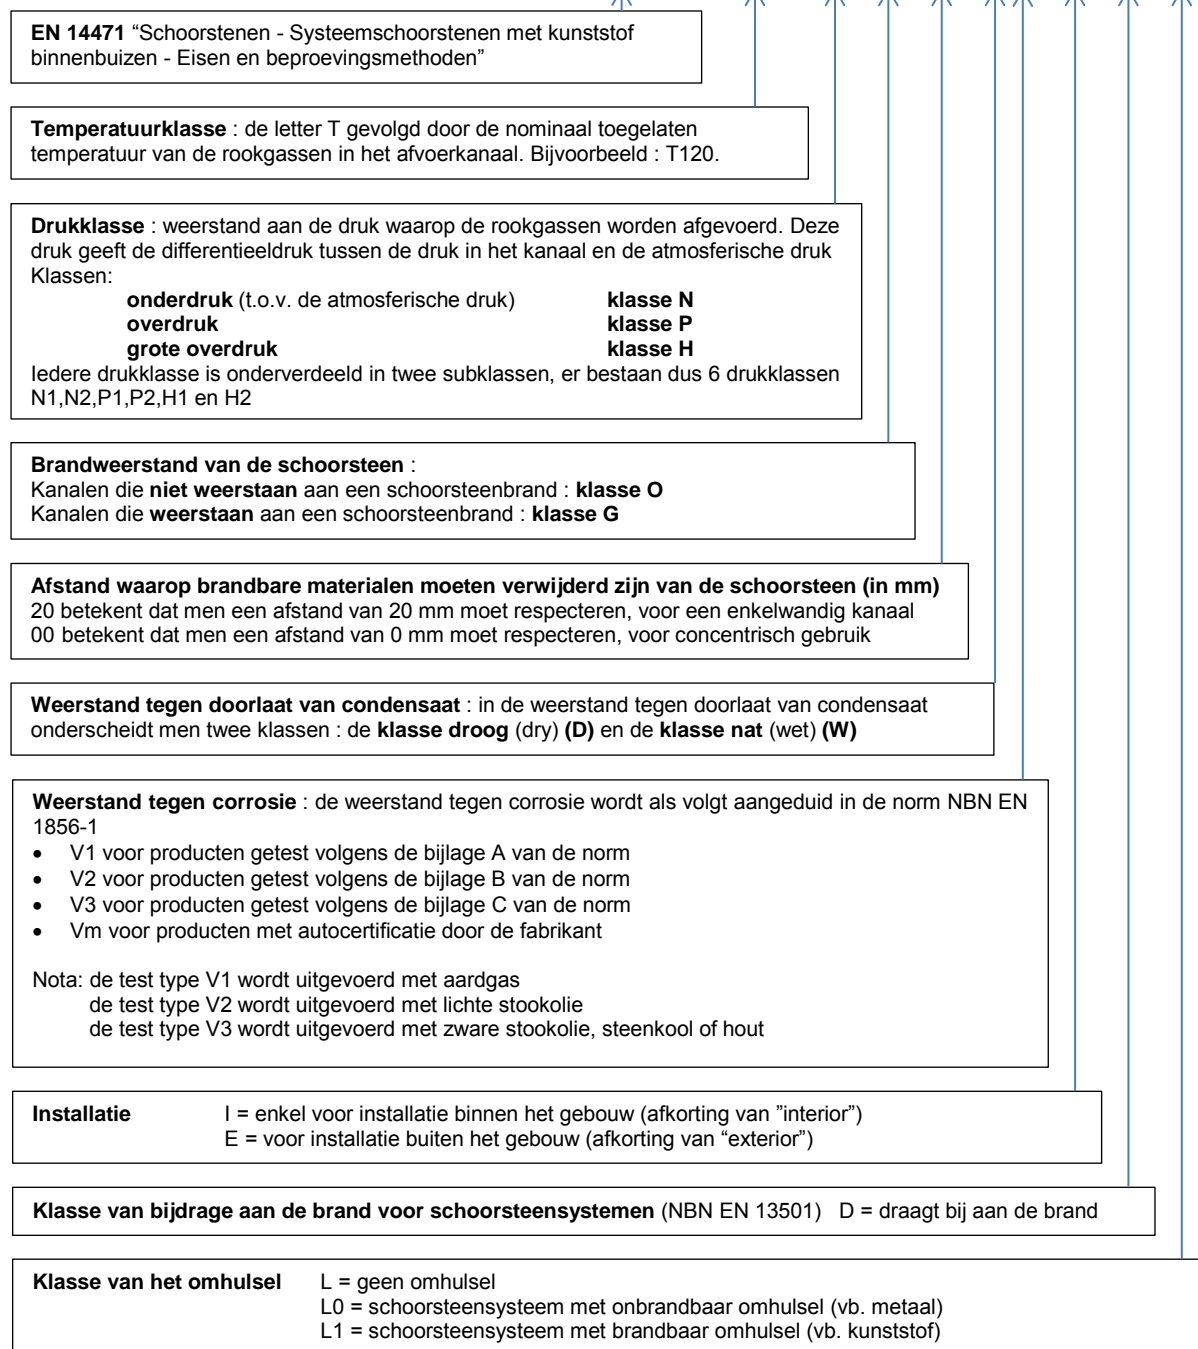 EN 14471 “Schoorstenen - Systeemschoorstenen met kunststof
binnenbuizen - Eisen en beproevingsmethoden”
Temperatuurklasse : de letter T gevolgd door de nominaal toegelaten
temperatuur van de rookgassen in het afvoerkanaal. Bijvoorbeeld : T120.
Drukklasse : weerstand aan de druk waarop de rookgassen worden afgevoerd. Deze
druk geeft de differentieeldruk tussen de druk in het kanaal en de atmosferische druk
Klassen:
onderdruk (t.o.v. de atmosferische druk) klasse N
overdruk klasse P
grote overdruk klasse H
Iedere drukklasse is onderverdeeld in twee subklassen, er bestaan dus 6 drukklassen
N1,N2,P1,P2,H1 en H2
Brandweerstand van de schoorsteen :
Kanalen die niet weerstaan aan een schoorsteenbrand : klasse O
Kanalen die weerstaan aan een schoorsteenbrand : klasse G
Afstand waarop brandbare materialen moeten verwijderd zijn van de schoorsteen (in mm)
20 betekent dat men een afstand van 20 mm moet respecteren, voor een enkelwandig kanaal
00 betekent dat men een afstand van 0 mm moet respecteren, voor concentrisch gebruik
Weerstand tegen doorlaat van condensaat : in de weerstand tegen doorlaat van condensaat
onderscheidt men twee klassen : de klasse droog (dry) (D) en de klasse nat (wet) (W)
Weerstand tegen corrosie : de weerstand tegen corrosie wordt als volgt aangeduid in de norm NBN EN
1856-1
• V1 voor producten getest volgens de bijlage A van de norm
• V2 voor producten getest volgens de bijlage B van de norm
• V3 voor producten getest volgens de bijlage C van de norm
• Vm voor producten met autocertificatie door de fabrikant
Nota: de test type V1 wordt uitgevoerd met aardgas
de test type V2 wordt uitgevoerd met lichte stookolie
de test type V3 wordt uitgevoerd met zware stookolie, steenkool of hout
Installatie I = enkel voor installatie binnen het gebouw (afkorting van ”interior”)
E = voor installatie buiten het gebouw (afkorting van “exterior”)
Klasse van bijdrage aan de brand voor schoorsteensystemen (NBN EN 13501) D = draagt bij aan de brand
Klasse van het omhulsel L = geen omhulsel
L0 = schoorsteensysteem met onbrandbaar omhulsel (vb. metaal)
L1 = schoorsteensysteem met brandbaar omhulsel (vb. kunststof)